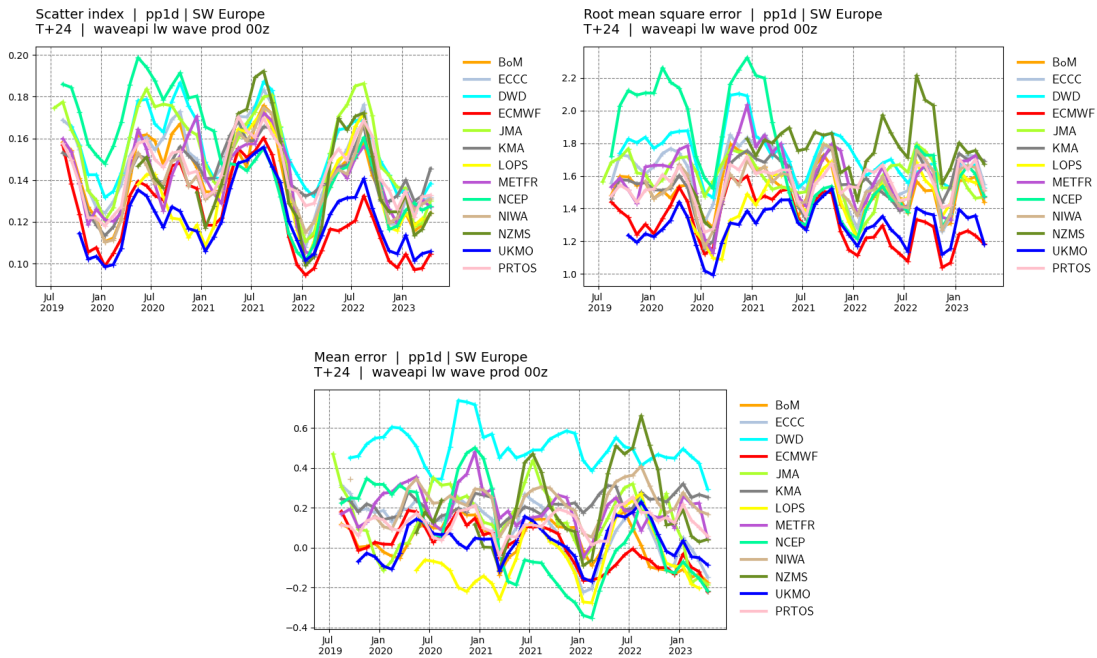 Scatter index | pp1d | SW Europe
T+24 | waveapi lw wave prod 00z
0.20
0.18
0.16
0.14
0.12
0.10
Jul
2019
Jan
2020
Jul
2020
Jan
2021
Jul
2021
Jan
2022
Jul
2022
Jan
2023
BoM
ECCC
DWD
ECMWF
JMA
KMA
LOPS
METFR
NCEP
NIWA
NZMS
UKMO
PRTOS
Root mean square error | pp1d | SW Europe
T+24 | waveapi lw wave prod 00z
2.2
2.0
1.8
1.6
1.4
1.2
1.0
Jul
2019
Jan
2020
Jul
2020
Jan
2021
Jul
2021
Jan
2022
Jul
2022
Jan
2023
BoM
ECCC
DWD
ECMWF
JMA
KMA
LOPS
METFR
NCEP
NIWA
NZMS
UKMO
PRTOS
Mean error | pp1d | SW Europe
T+24 | waveapi lw wave prod 00z
0.6
0.4
0.2
0.0
−0.2
−0.4
Jul
2019
Jan
2020
Jul
2020
Jan
2021
Jul
2021
Jan
2022
Jul
2022
Jan
2023
BoM
ECCC
DWD
ECMWF
JMA
KMA
LOPS
METFR
NCEP
NIWA
NZMS
UKMO
PRTOS